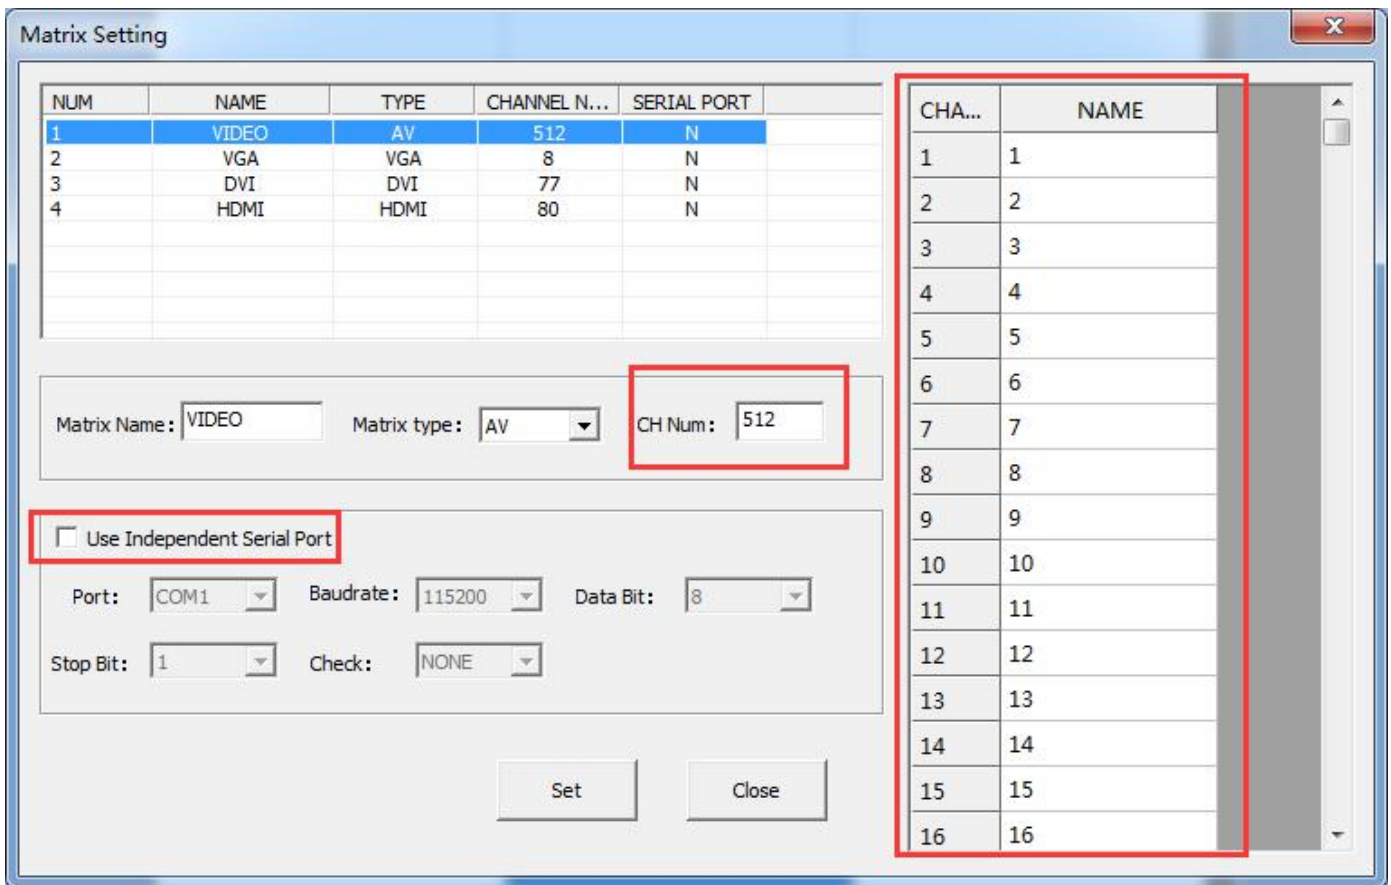 Matrix Setting
NUM NAME TYPE CHANNEL N... SERIAL PORT
1 VIDEO AV 512 N
2 VGA VGA 8 N
3 DVI DVI 77 N
4 HDMI HDMI 80 N
Matrix Name: VIDEO Matrix type: AV CH Num: 512
Use Independent Serial Port
Port: COM1 Baudrate: 115200 Data Bit: 8
Stop Bit: 1 Check: NONE
Set Close
CHA... NAME
1 1
2 2
3 3
4 4
5 5
6 6
7 7
8 8
9 9
10 10
11 11
12 12
13 13
14 14
15 15
16 16